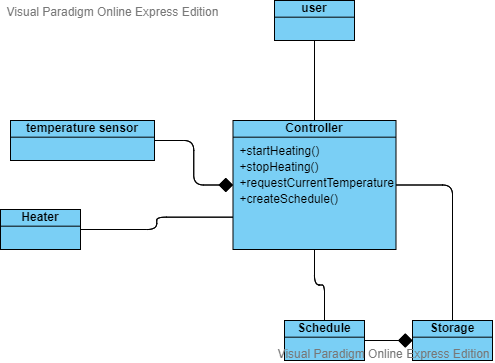 Visual Paradigm Online Express Edition
user
temperature sensor
Controller
+startHeating()
+stopHeating()
+requestCurrentTemperature
+createSchedule()
Heater
Schedule
Storage
Visual Paradigm Online Express Edition